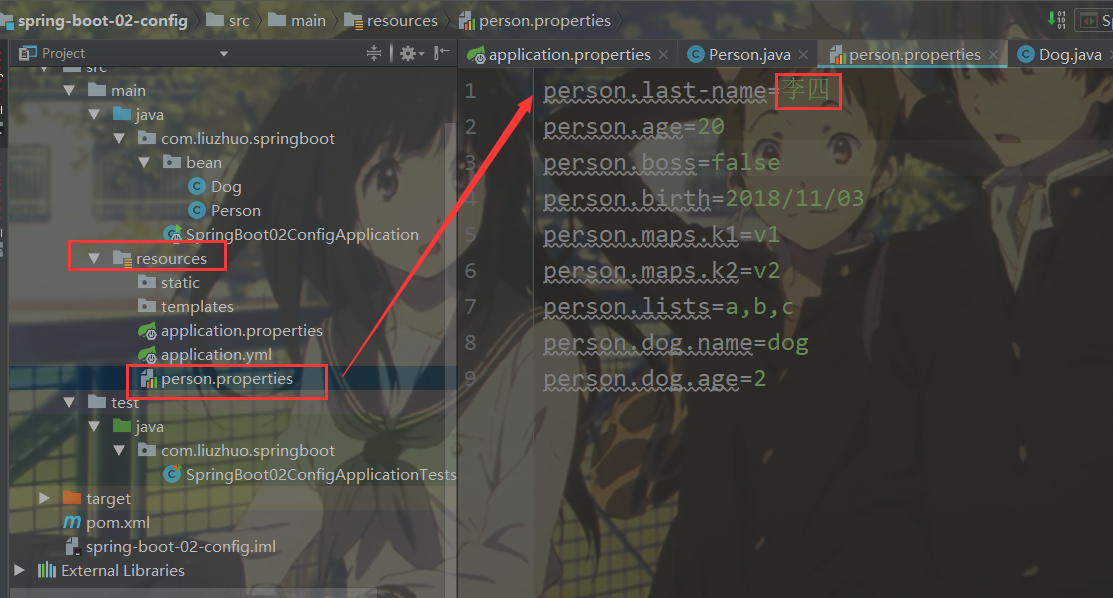 spring-boot-02-config src main resources person.properties
Project
application.properties Person.java person.properties Dog.java
src
main
java
com.liuzhuo.springboot
bean
Dog
Person
SpringBoot02ConfigApplication
resources
static
templates
application.properties
application.yml
person.properties
test
java
com.liuzhuo.springboot
SpringBoot02ConfigApplicationTests
target
pom.xml
spring-boot-02-config.iml
External Libraries
1 person.last-name=李四
2 person.age=20
3 person.boss=false
4 person.birth=2018/11/03
5 person.maps.k1=v1
6 person.maps.k2=v2
7 person.lists=a,b,c
8 person.dog.name=dog
9 person.dog.age=2